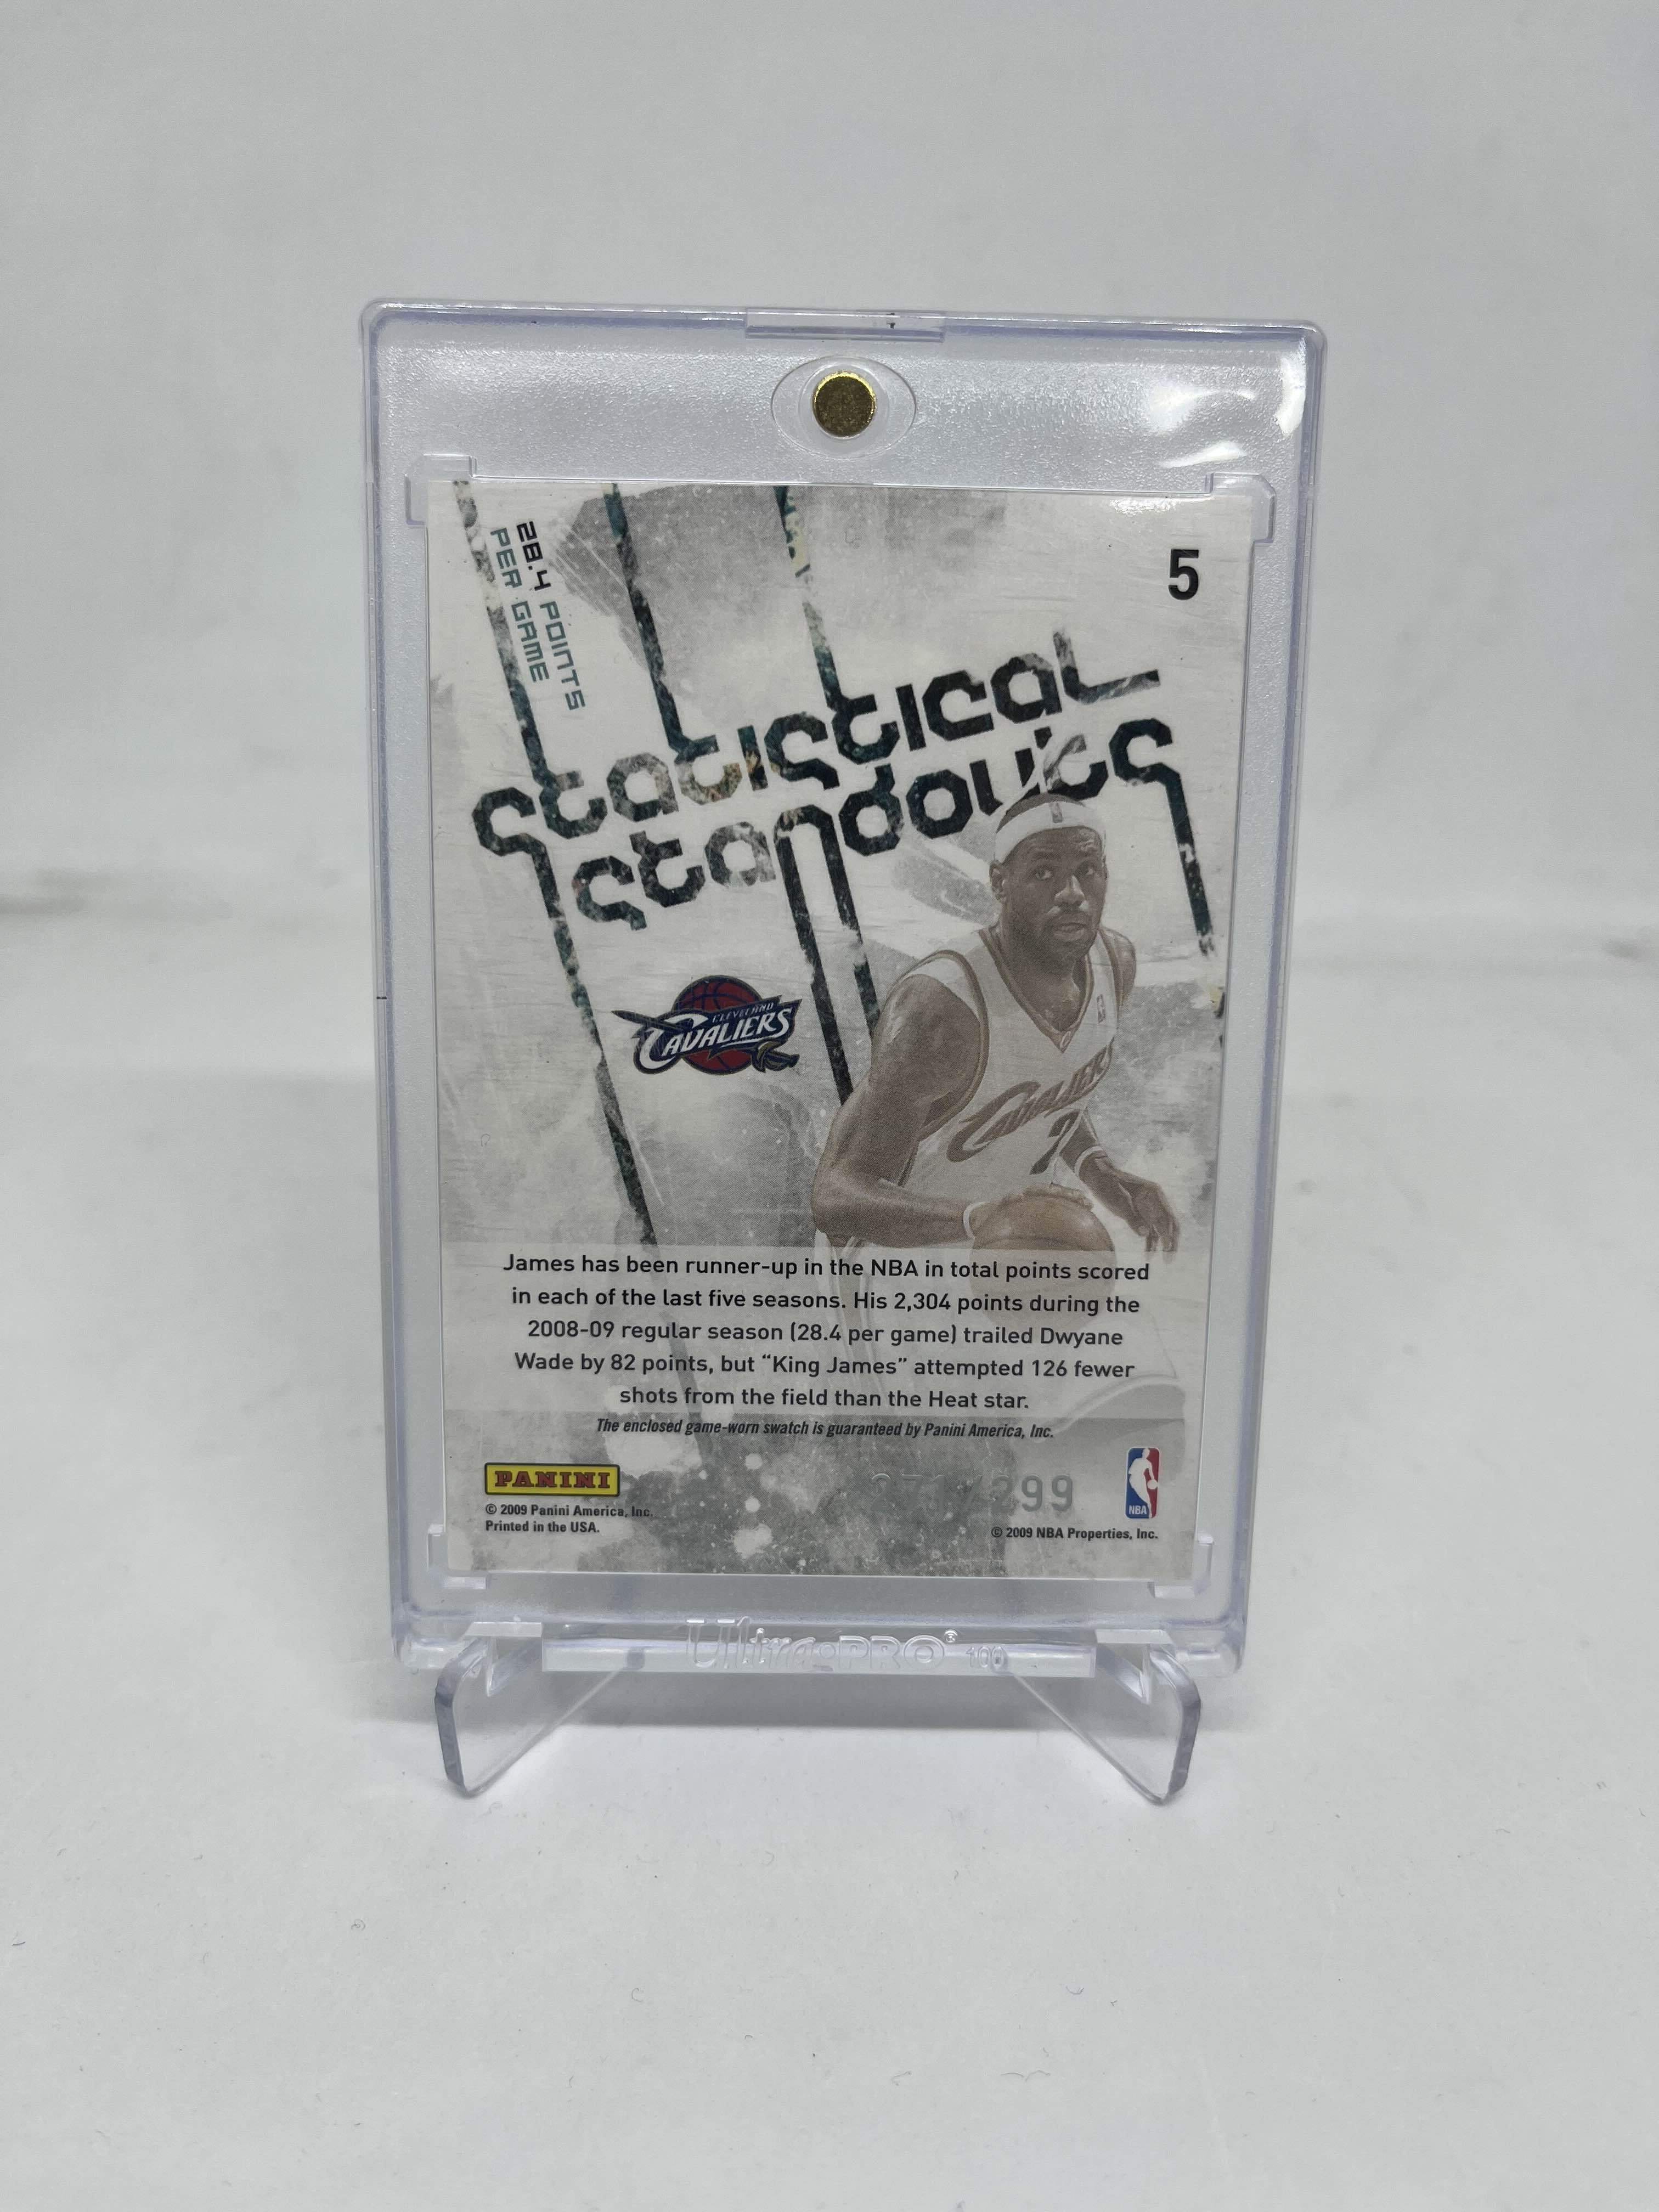 5
28.4 POINTS
PER GAME
statistical
standouts
CLEVELAND
CAVALIERS
CAVALIERS
James has been runner-up in the NBA in total points scored
in each of the last five seasons. His 2,304 points during the
2008-09 regular season (28.4 per game) trailed Dwyane
Wade by 82 points, but “King James” attempted 126 fewer
shots from the field than the Heat star.
The enclosed game-worn swatch is guaranteed by Panini America, Inc.
PANINI
© 2009 Panini America, Inc.
Printed in the USA.
271/299
NBA
© 2009 NBA Properties, Inc.
Ultra·PRO® 100